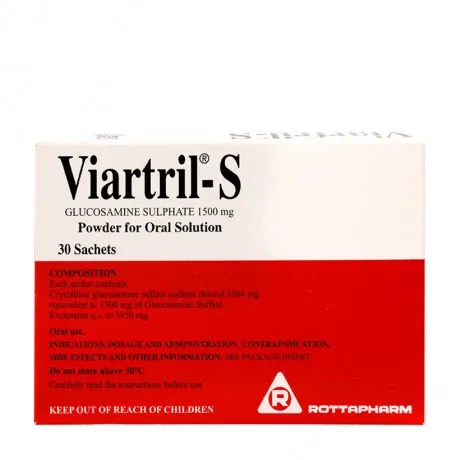 Viartril-S
Viartril®-S
GLUCOSAMINE SULPHATE 1500 mg
Powder for Oral Solution
30 Sachets
COMPOSITION
Each sachet contents
Crystalline glucosamine sulfate sodium chlorid 1884 mg
equivalent to 1500 mg of Glucosamine Sulfate
Excipients q.s. to 3950 mg
Oral use.
INDICATIONS, DOSAGE AND ADMINISTRATION, CONTRAINDICATION,
SIDE EFFECTS AND OTHER INFORMATION: SEE PACKAGE INSERT.
Do not store above 30°C
Carefully read the instructions before use
KEEP OUT OF REACH OF CHILDREN
R
ROTTAPHARM